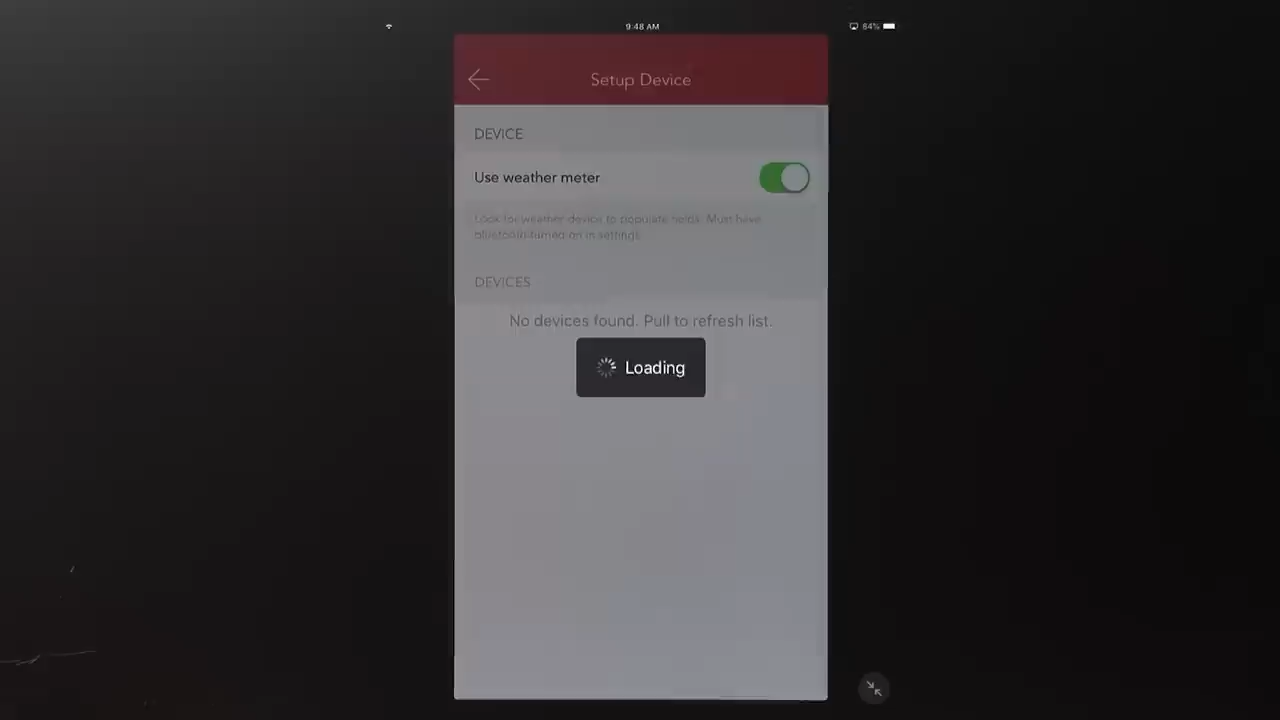 9:48 AM
84%
Setup Device
DEVICE
Use weather meter
Look for weather device to populate fields. Must have
bluetooth turned on in settings.
DEVICES
No devices found. Pull to refresh list.
Loading